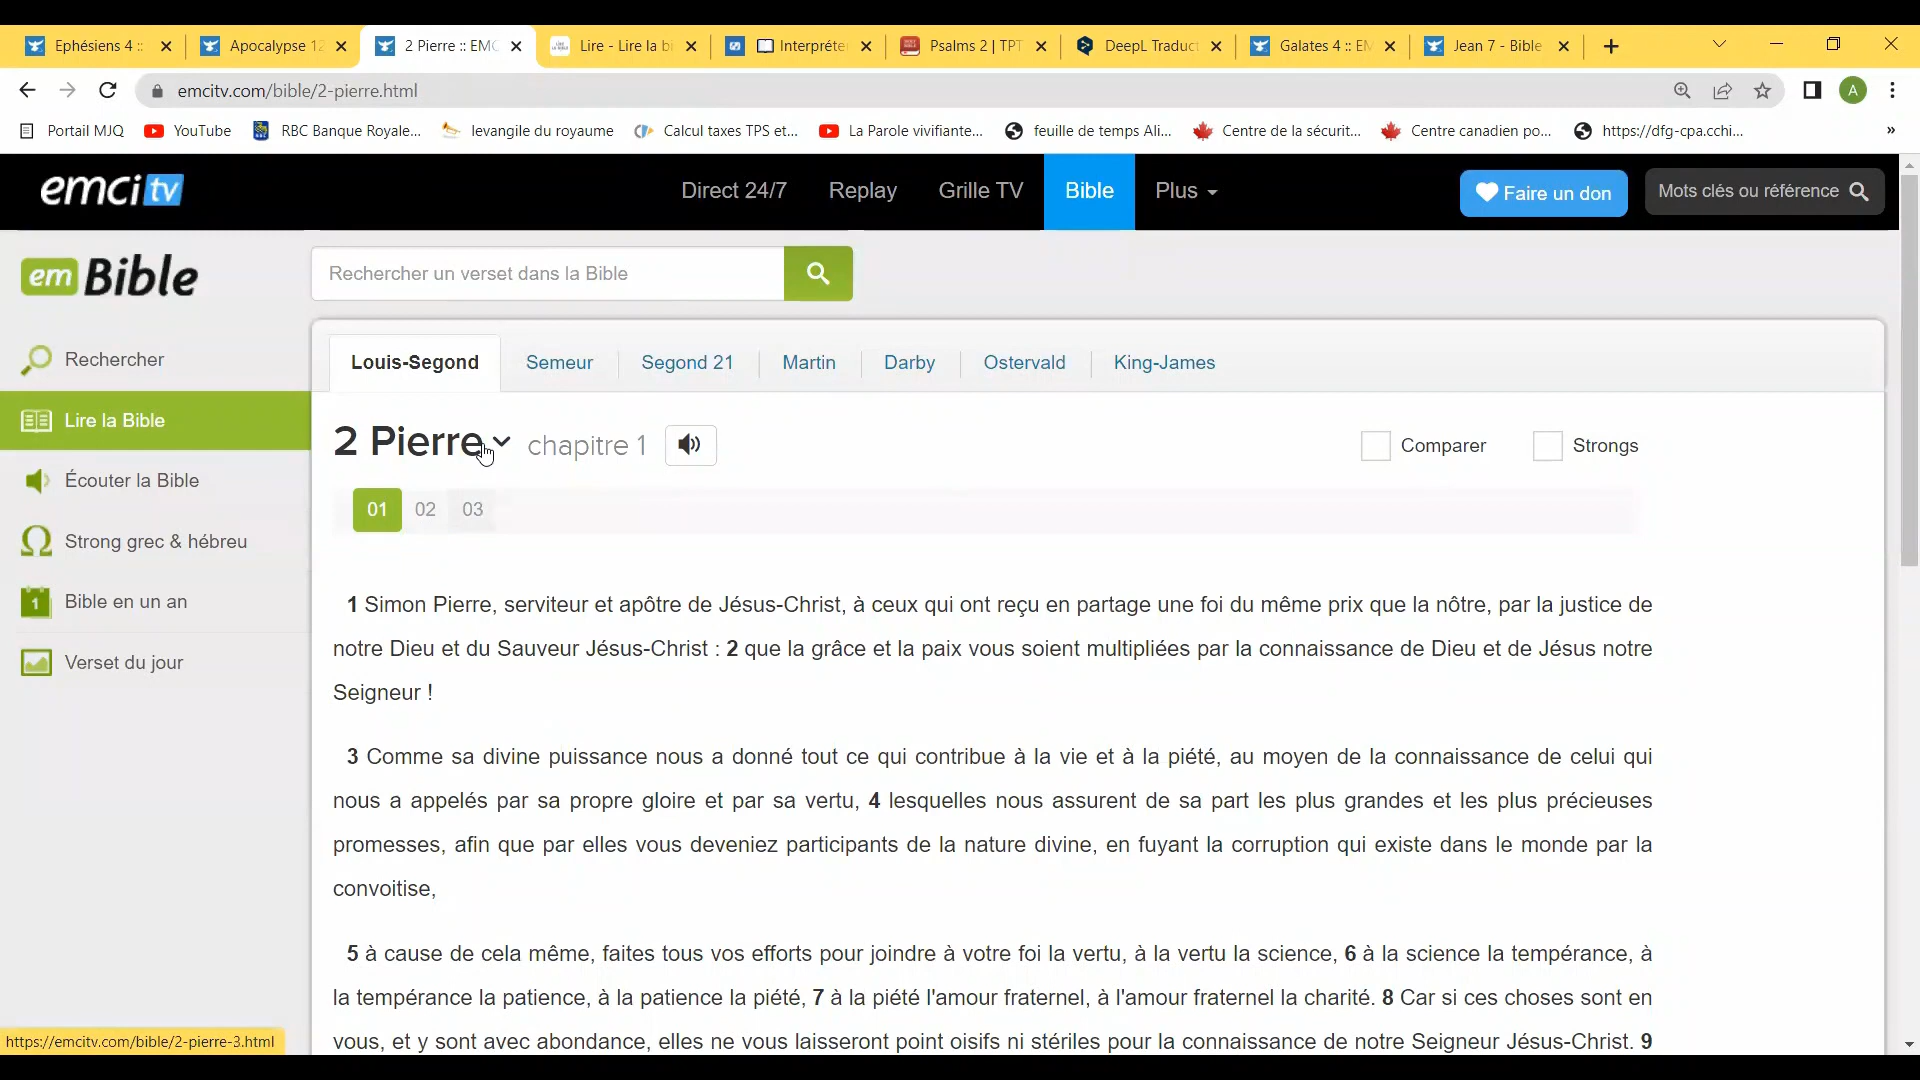 Ephésiens 4 ::
Apocalypse 12
2 Pierre :: EMC
Lire - Lire la bi
Interpréte
Psalms 2 | TPT
DeepL Traduct
Galates 4 :: EM
Jean 7 - Bible
emcitv.com/bible/2-pierre.html
A
Portail MJQ
YouTube
RBC Banque Royale...
levangile du royaume
Calcul taxes TPS et...
La Parole vivifiante...
feuille de temps Ali...
Centre de la sécurit...
Centre canadien po...
https://dfg-cpa.cchi...
»
emci tv
Direct 24/7
Replay
Grille TV
Bible
Plus
Faire un don
Mots clés ou référence
em Bible
Rechercher un verset dans la Bible
Rechercher
Lire la Bible
Écouter la Bible
Strong grec & hébreu
1 Bible en un an
Verset du jour
Louis-Segond
Semeur
Segond 21
Martin
Darby
Ostervald
King-James
2 Pierre chapitre 1
Comparer
Strongs
01 02 03
1 Simon Pierre, serviteur et apôtre de Jésus-Christ, à ceux qui ont reçu en partage une foi du même prix que la nôtre, par la justice de
notre Dieu et du Sauveur Jésus-Christ : 2 que la grâce et la paix vous soient multipliées par la connaissance de Dieu et de Jésus notre
Seigneur !
3 Comme sa divine puissance nous a donné tout ce qui contribue à la vie et à la piété, au moyen de la connaissance de celui qui
nous a appelés par sa propre gloire et par sa vertu, 4 lesquelles nous assurent de sa part les plus grandes et les plus précieuses
promesses, afin que par elles vous deveniez participants de la nature divine, en fuyant la corruption qui existe dans le monde par la
convoitise,
5 à cause de cela même, faites tous vos efforts pour joindre à votre foi la vertu, à la vertu la science, 6 à la science la tempérance, à
la tempérance la patience, à la patience la piété, 7 à la piété l'amour fraternel, à l'amour fraternel la charité. 8 Car si ces choses sont en
vous, et y sont avec abondance, elles ne vous laisseront point oisifs ni stériles pour la connaissance de notre Seigneur Jésus-Christ. 9
https://emcitv.com/bible/2-pierre-3.html